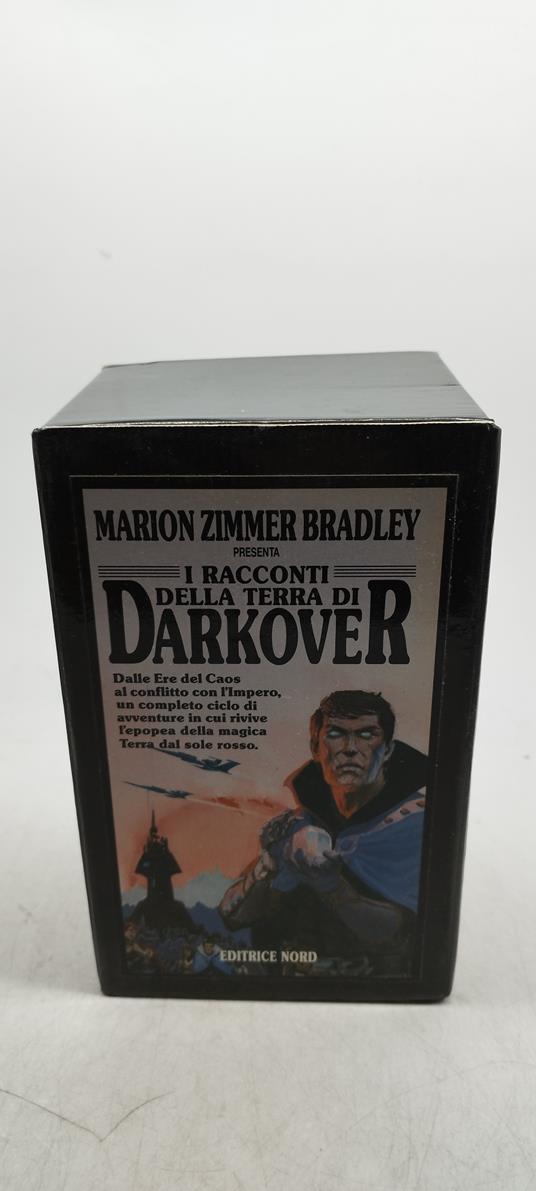 MARION ZIMMER BRADLEY
PRESENTA
I RACCONTI
DELLA TERRA DI
DARKOVER
Dalle Ere del Caos
al conflitto con l'Impero,
un completo ciclo di
avventure in cui rivive
l'epopea della magica
Terra dal sole rosso.
EDITRICE NORD